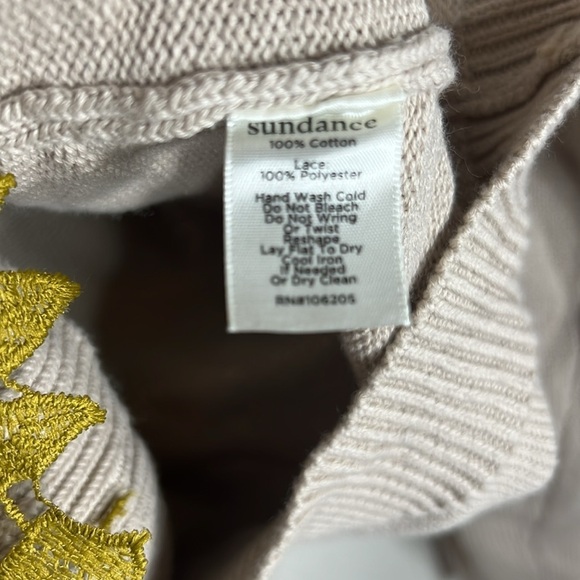 sundance
100% Cotton
Lace:
100% Polyester
Hand Wash Cold
Do Not Bleach
Do Not Wring
Or Twist
Reshape
Lay Flat To Dry
Cool Iron
If Needed
Or Dry Clean
RN#106205